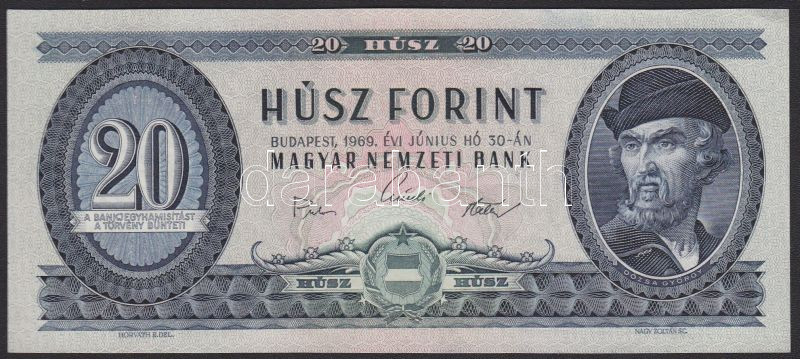 20 HÚSZ 20
HÚSZ FORINT
BUDAPEST, 1969. ÉVI JÚNIUS HÓ 30-ÁN
MAGYAR NEMZETI BANK
20
A BANKJEGYHAMISÍTÁST
A TÖRVÉNY BÜNTETI
DÓZSA GYÖRGY
HÚSZ HÚSZ
HORVÁTH E. DEL.
NAGY ZOLTÁN SC.